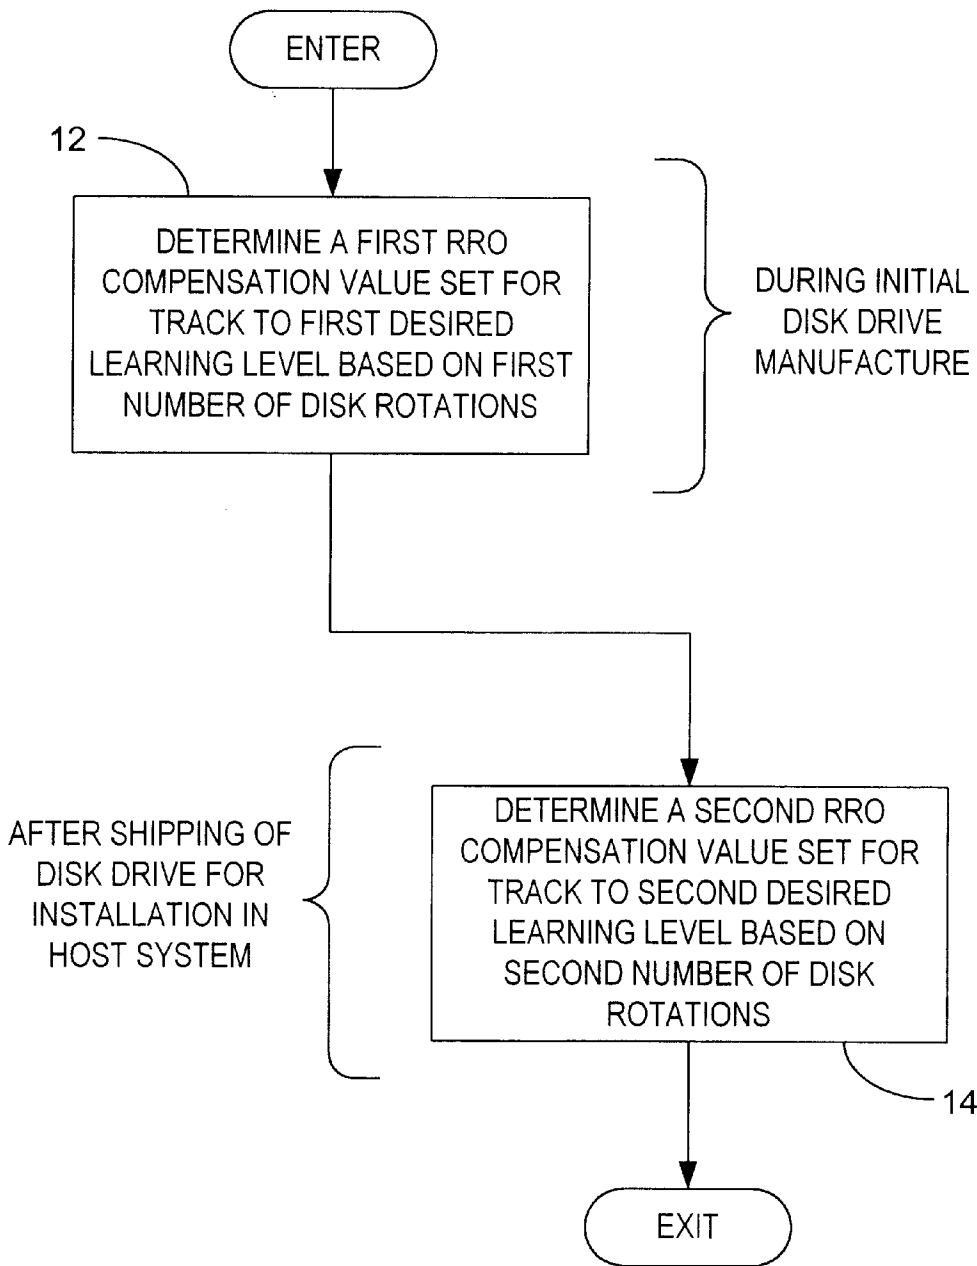 ENTER
12
DETERMINE A FIRST RRO
COMPENSATION VALUE SET FOR
TRACK TO FIRST DESIRED
LEARNING LEVEL BASED ON FIRST
NUMBER OF DISK ROTATIONS
DURING INITIAL
DISK DRIVE
MANUFACTURE
AFTER SHIPPING OF
DISK DRIVE FOR
INSTALLATION IN
HOST SYSTEM
DETERMINE A SECOND RRO
COMPENSATION VALUE SET FOR
TRACK TO SECOND DESIRED
LEARNING LEVEL BASED ON
SECOND NUMBER OF DISK
ROTATIONS
14
EXIT